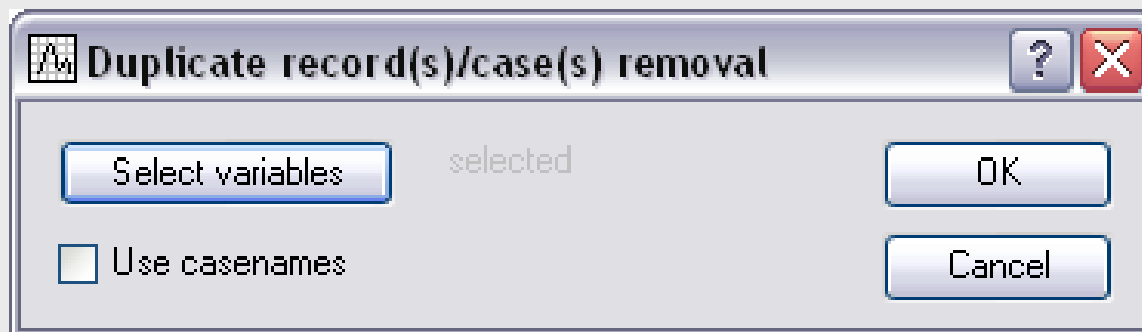 Duplicate record(s)/case(s) removal
?
Select variables
selected
OK
Use casenames
Cancel